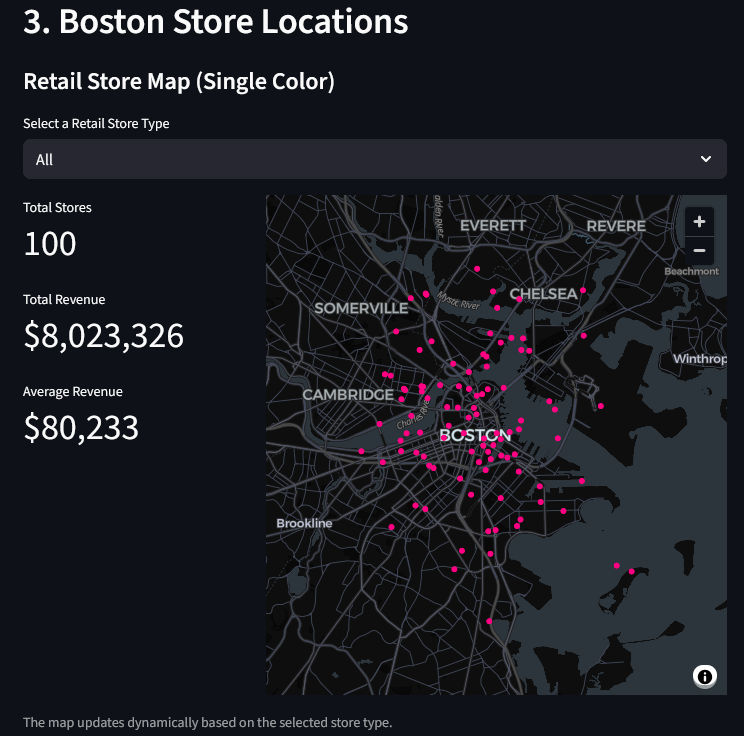 3. Boston Store Locations
Retail Store Map (Single Color)
Select a Retail Store Type
All
Total Stores
100
Total Revenue
$8,023,326
Average Revenue
$80,233
alden River
EVERETT
REVERE
+
−
Beachmont
CHELSEA
Mystic River
SOMERVILLE
Winthrop
CAMBRIDGE
Charles River
BOSTON
Brookline
The map updates dynamically based on the selected store type.